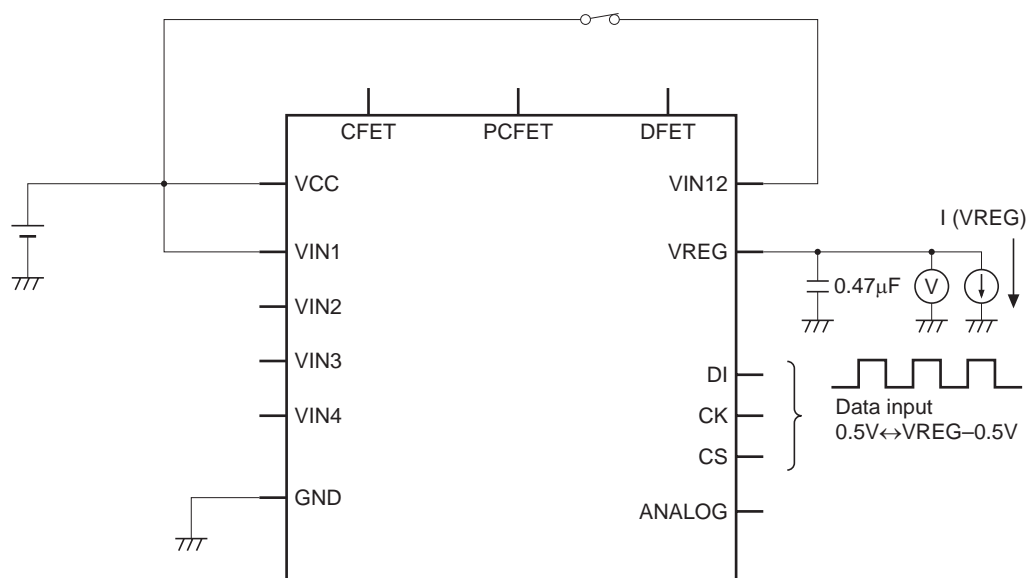 CFET PCFET DFET
VCC VIN12
I (VREG)
VIN1 VREG
0.47μF V
VIN2
VIN3
DI
Data input
VIN4 CK
0.5V↔VREG–0.5V
CS
GND
ANALOG